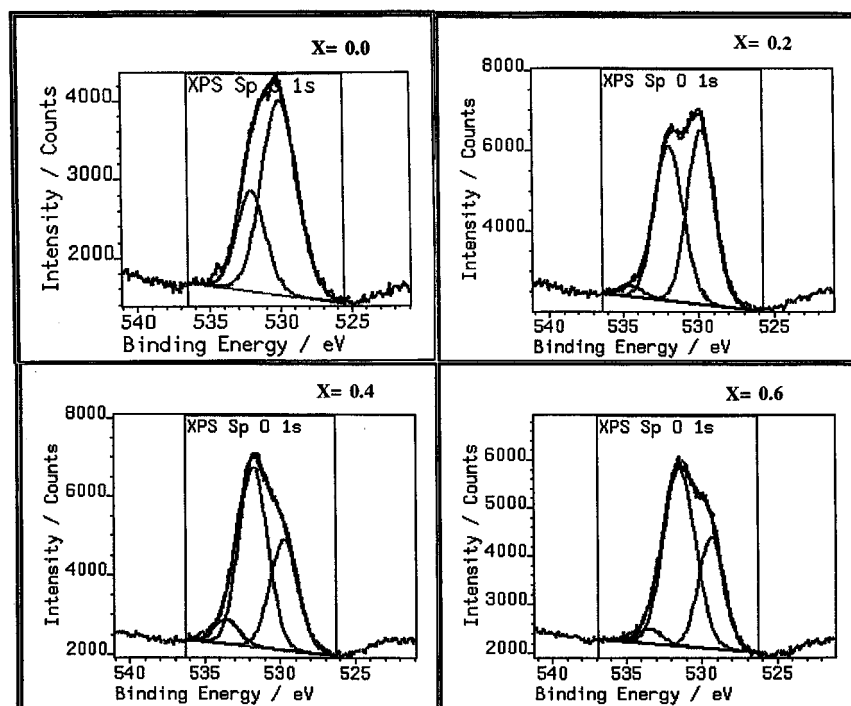 X= 0.0
XPS Sp O 1s
4000
3000
2000
Intensity / Counts
540 535 530 525
Binding Energy / eV
X= 0.2
8000
XPS Sp O 1s
6000
4000
Intensity / Counts
540 535 530 525
Binding Energy / eV
X= 0.4
8000
XPS Sp O 1s
6000
4000
2000
Intensity / Counts
540 535 530 525
Binding Energy / eV
X= 0.6
XPS Sp O 1s
6000
5000
4000
3000
2000
Intensity / Counts
540 535 530 525
Binding Energy / eV